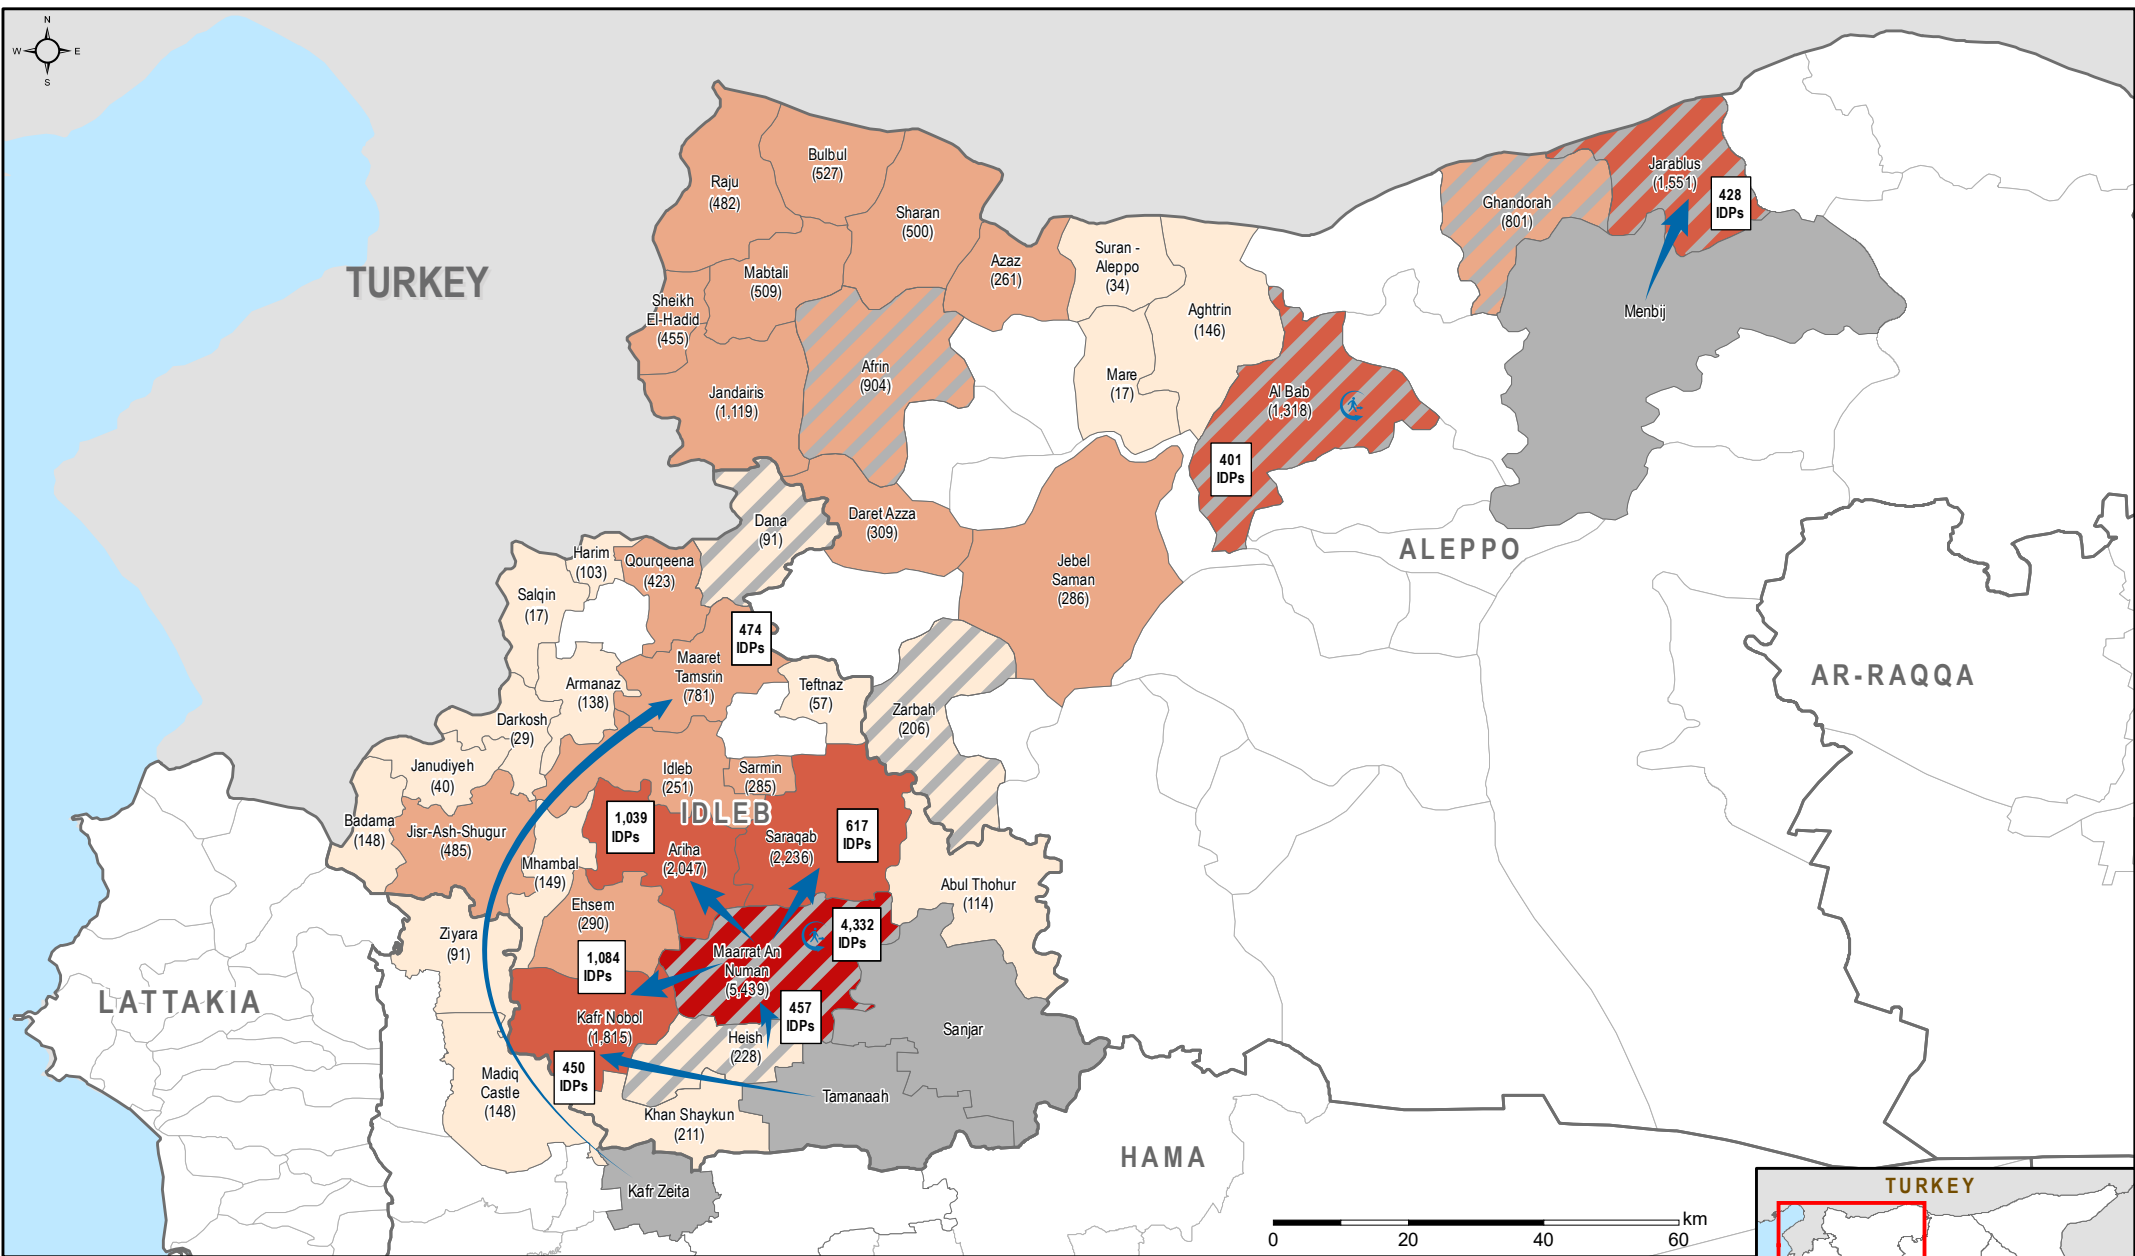 N
W E
S
TURKEY
Raju
(482)
Bulbul
(527)
Sharan
(500)
Mabtali
(509)
Sheikh
El-Hadid
(455)
Jandairis
(1,119)
Afrin
(904)
Azaz
(261)
Suran -
Aleppo
(34)
Aghtrin
(146)
Mare
(17)
Al Bab
(1,318)
401
IDPs
Ghandorah
(801)
Jarablus
(1,551)
428
IDPs
Menbij
Dana
(91)
Daret Azza
(309)
Jebel
Saman
(286)
ALEPPO
AR-RAQQA
Harim
(103)
Qourqeena
(423)
Salqin
(17)
474
IDPs
Maaret
Tamsrin
(781)
Armanaz
(138)
Teftnaz
(57)
Zarbah
(206)
Darkosh
(29)
Janudiyeh
(40)
Idleb
(251)
Sarmin
(285)
IDLEB
Badama
(148)
Jisr-Ash-Shugur
(485)
1,039
IDPs
Ariha
(2,047)
Saraqab
(2,236)
617
IDPs
Mhambal
(149)
Abul Thohur
(114)
Ehsem
(290)
Ziyara
(91)
1,084
IDPs
Maarrat An
Numan
(5,439)
4,332
IDPs
457
IDPs
LATTAKIA
Kafr Nobol
(1,815)
Heish
(228)
Sanjar
450
IDPs
Madiq
Castle
(148)
Tamanaah
Khan Shaykun
(211)
Kafr Zeita
HAMA
km
0 20 40 60
TURKEY